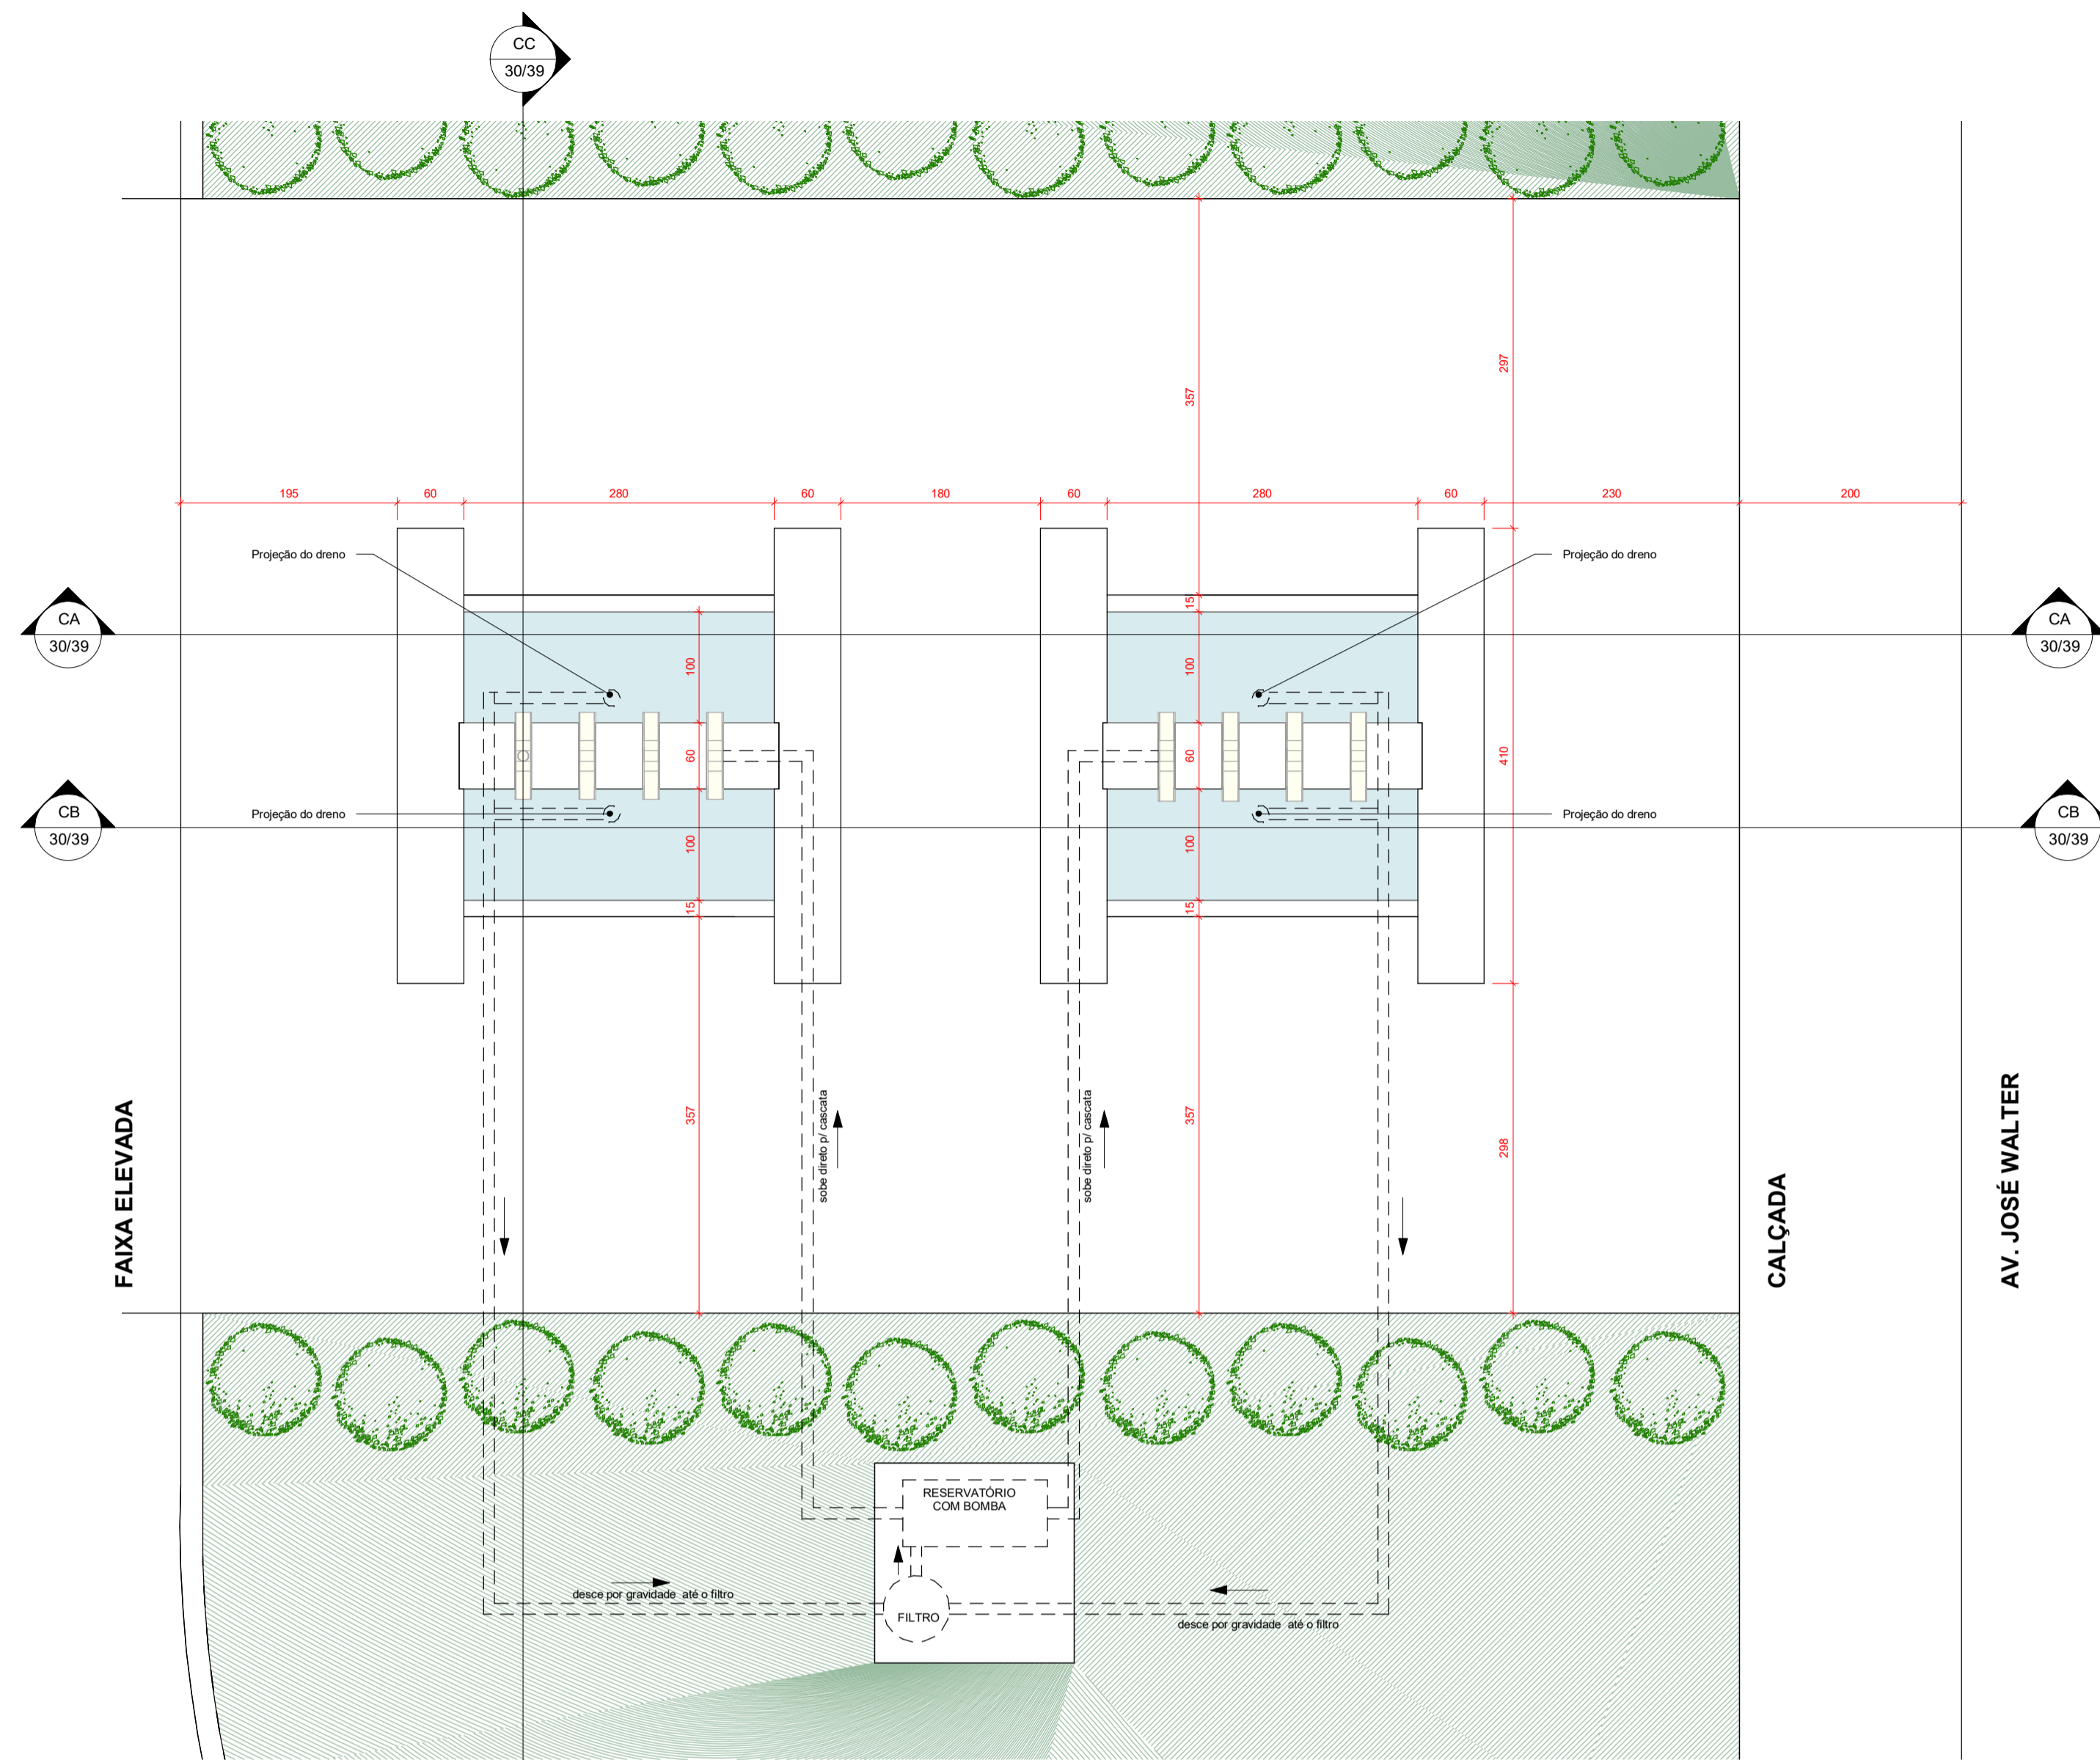 CC
30/39
357
297
195
60
280
60
180
60
280
60
230
200
Projeção do dreno
Projeção do dreno
15
CA
30/39
CA
30/39
100
100
60
60
410
CB
30/39
Projeção do dreno
Projeção do dreno
CB
30/39
100
100
15
15
357
357
298
sobe direto p/ cascata
sobe direto p/ cascata
FAIXA ELEVADA
CALÇADA
AV. JOSÉ WALTER
RESERVATÓRIO
COM BOMBA
desce por gravidade até o filtro
FILTRO
desce por gravidade até o filtro